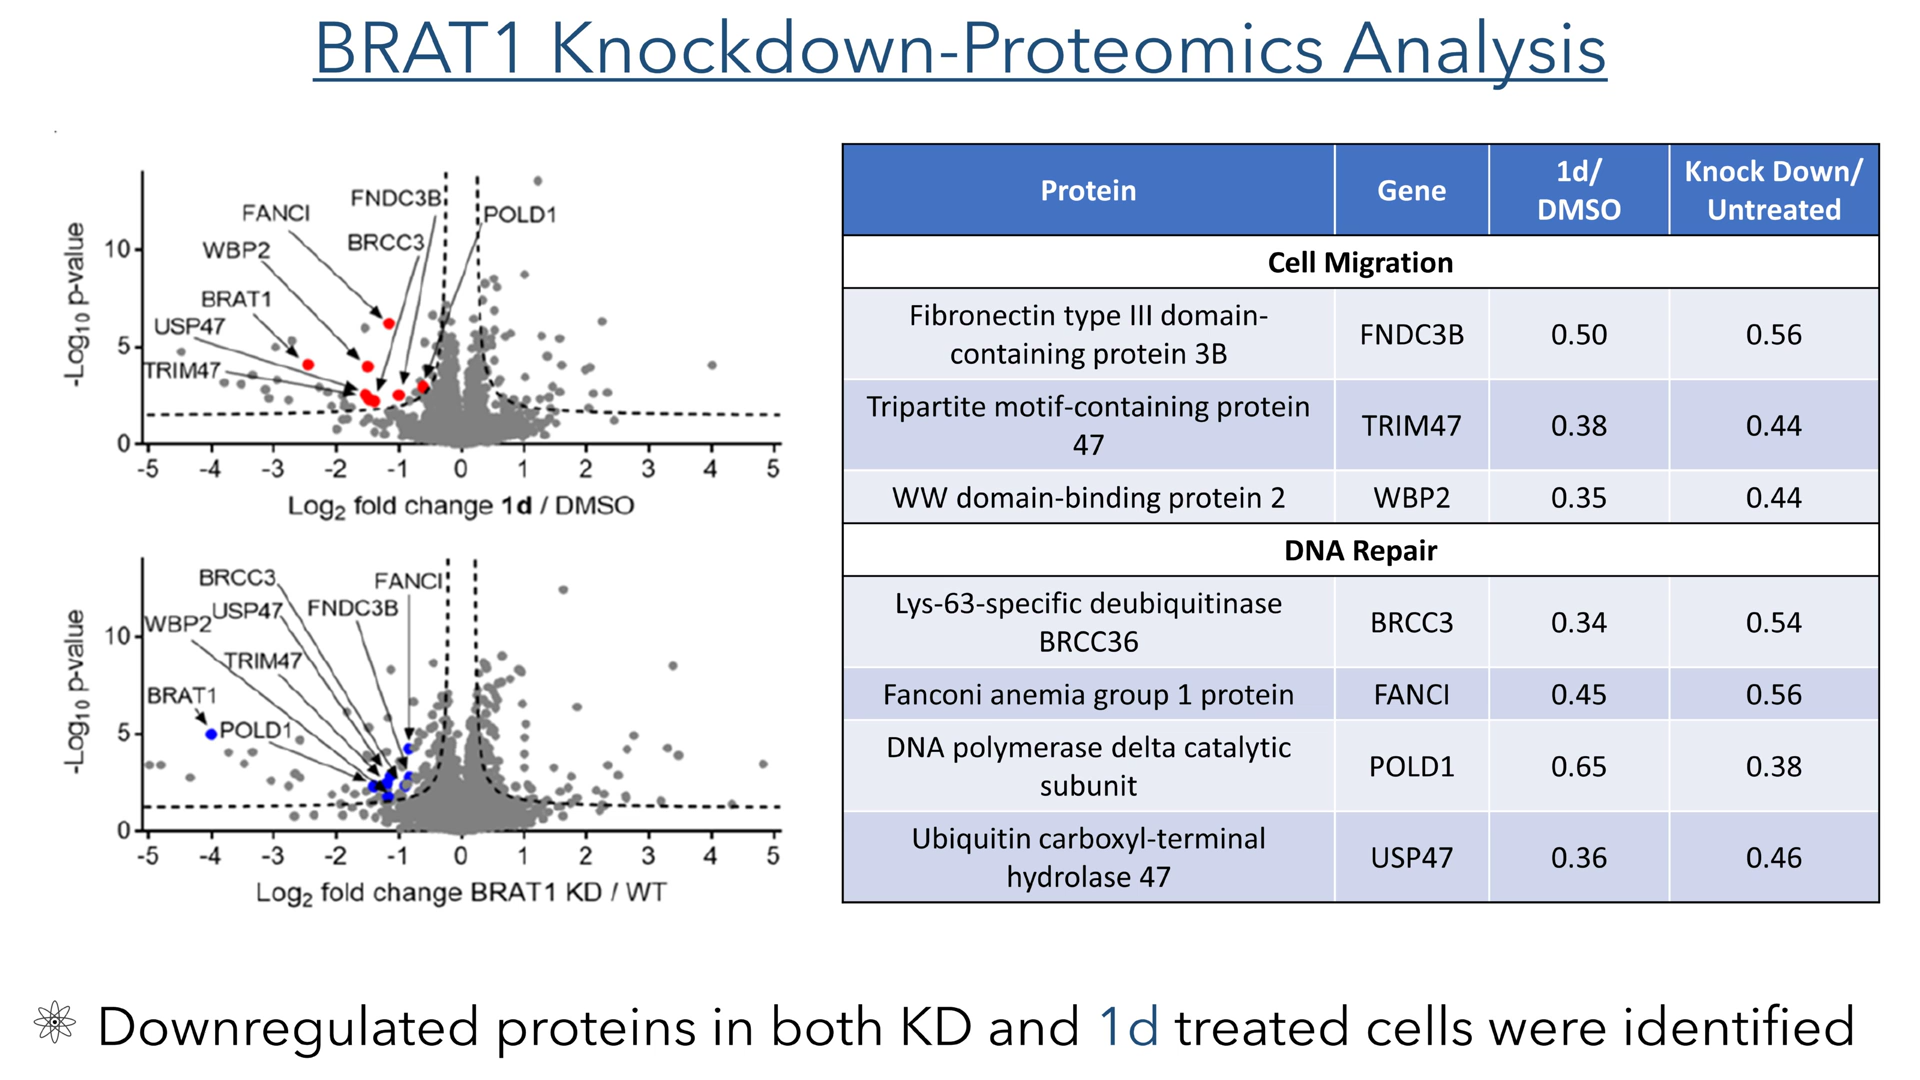 BRAT1 Knockdown-Proteomics Analysis
-Log10 p-value
10
5
0
FANCI
FNDC3B
POLD1
WBP2
BRCC3
BRAT1
USP47
TRIM47
-5 -4 -3 -2 -1 0 1 2 3 4 5
Log2 fold change 1d / DMSO
-Log10 p-value
10
5
0
BRCC3
FANCI
WBP2
USP47
FNDC3B
TRIM47
BRAT1
POLD1
-5 -4 -3 -2 -1 0 1 2 3 4 5
Log2 fold change BRAT1 KD / WT
Protein Gene 1d/ Knock Down/
DMSO Untreated
Cell Migration
Fibronectin type III domain-
containing protein 3B FNDC3B 0.50 0.56
Tripartite motif-containing protein
47 TRIM47 0.38 0.44
WW domain-binding protein 2 WBP2 0.35 0.44
DNA Repair
Lys-63-specific deubiquitinase
BRCC36 BRCC3 0.34 0.54
Fanconi anemia group 1 protein FANCI 0.45 0.56
DNA polymerase delta catalytic
subunit POLD1 0.65 0.38
Ubiquitin carboxyl-terminal
hydrolase 47 USP47 0.36 0.46
Downregulated proteins in both KD and 1d treated cells were identified